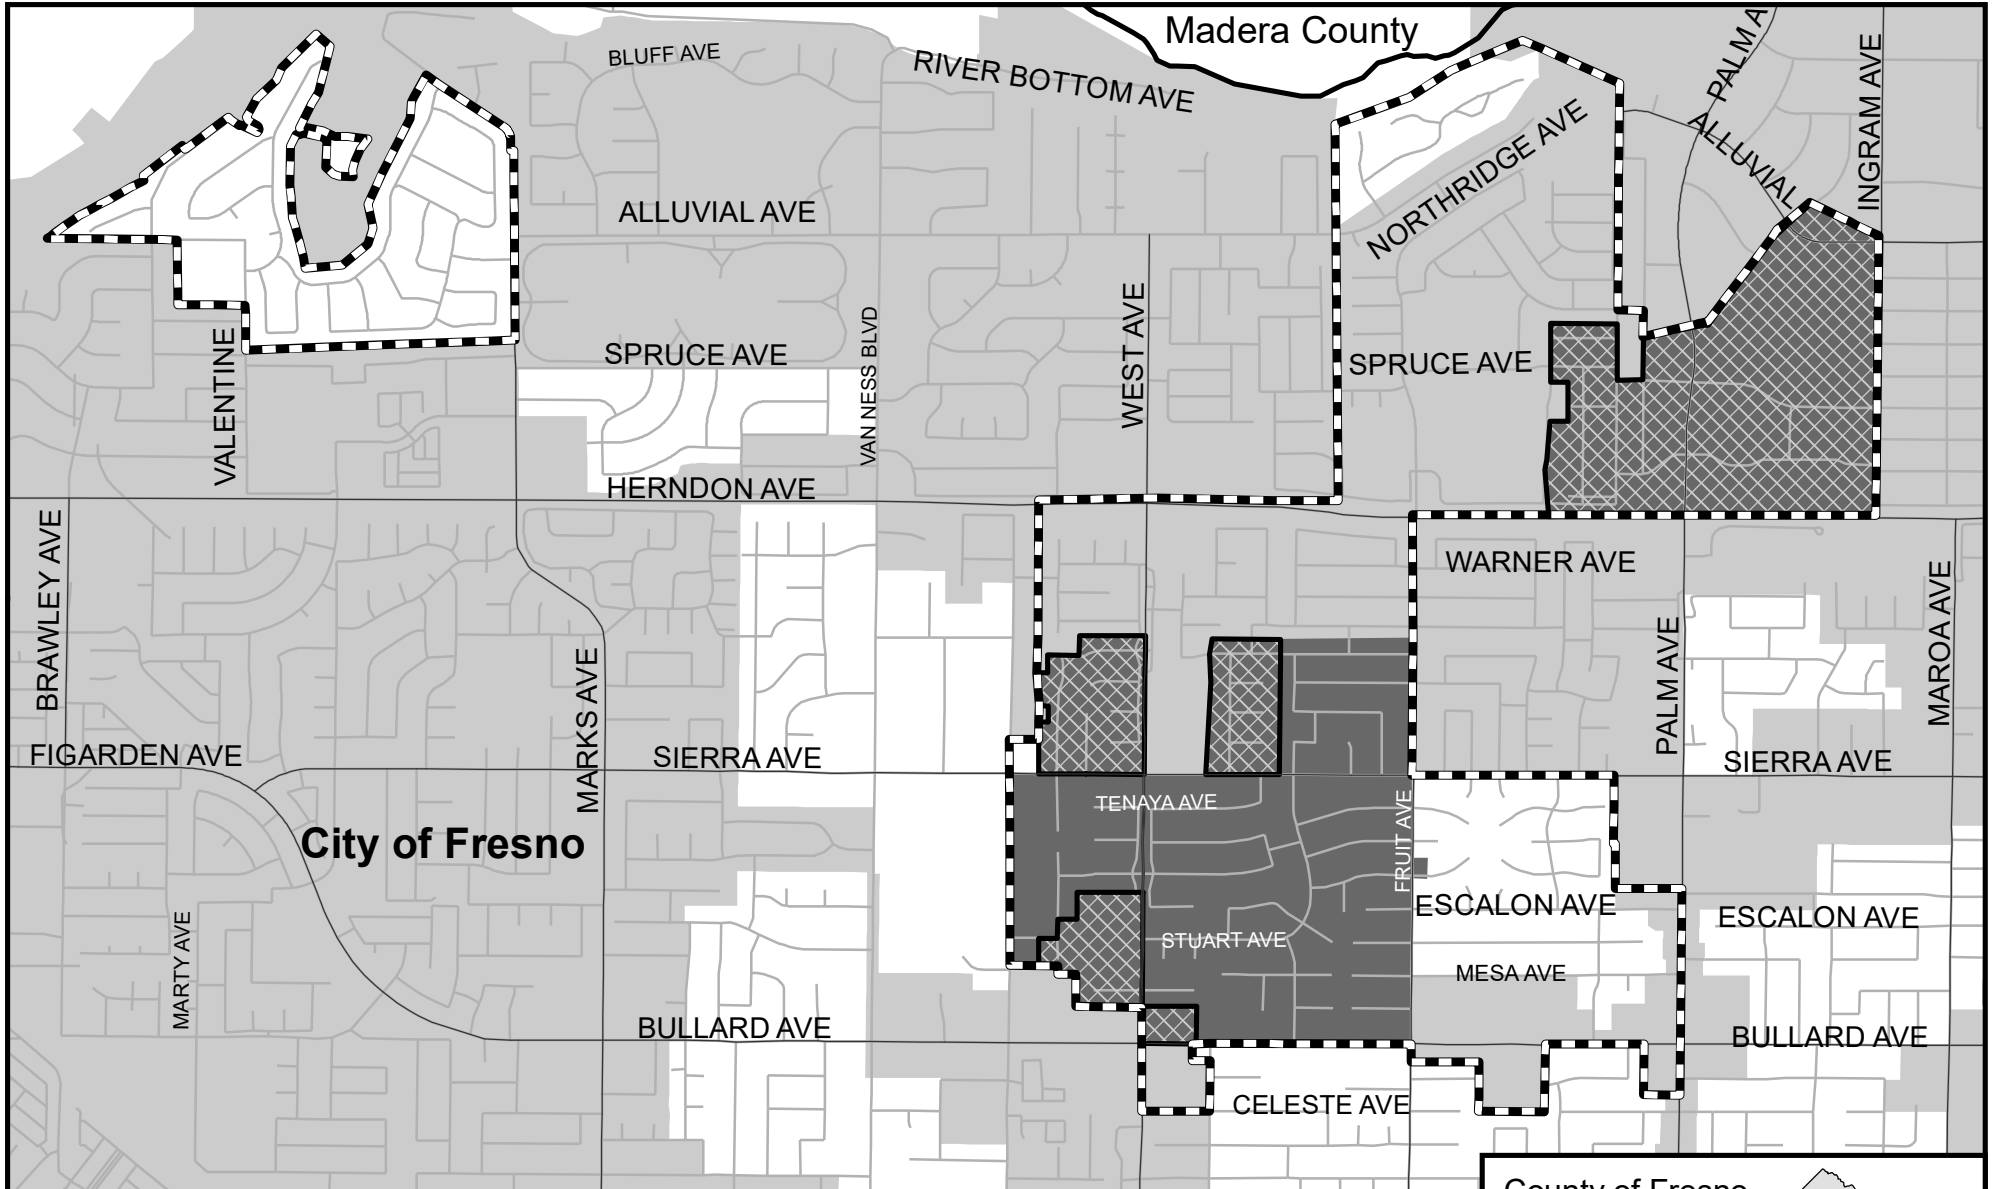 Madera County
BLUFF AVE
RIVER BOTTOM AVE
PALM A
INGRAM AVE
ALLUVIAL
NORTHRIDGE AVE
ALLUVIAL AVE
VALENTINE
SPRUCE AVE
VAN NESS BLVD
WEST AVE
SPRUCE AVE
HERNDON AVE
BRAWLEY AVE
WARNER AVE
MARKS AVE
PALM AVE
MAROA AVE
FIGARDEN AVE
SIERRA AVE
SIERRA AVE
TENAYA AVE
FRUIT AVE
City of Fresno
ESCALON AVE
ESCALON AVE
MARTY AVE
STUART AVE
MESA AVE
BULLARD AVE
BULLARD AVE
CELESTE AVE
County of Fresno